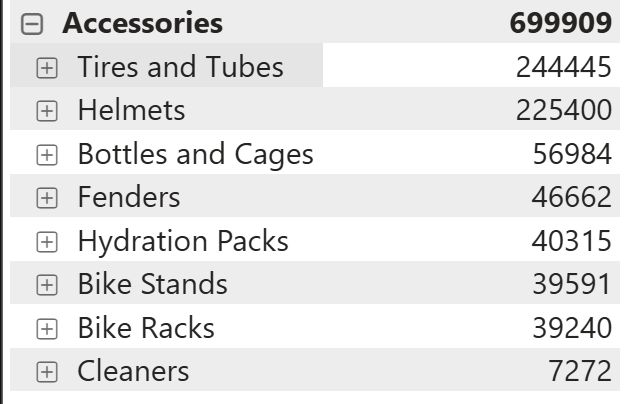 Accessories 699909
Tires and Tubes 244445
Helmets 225400
Bottles and Cages 56984
Fenders 46662
Hydration Packs 40315
Bike Stands 39591
Bike Racks 39240
Cleaners 7272